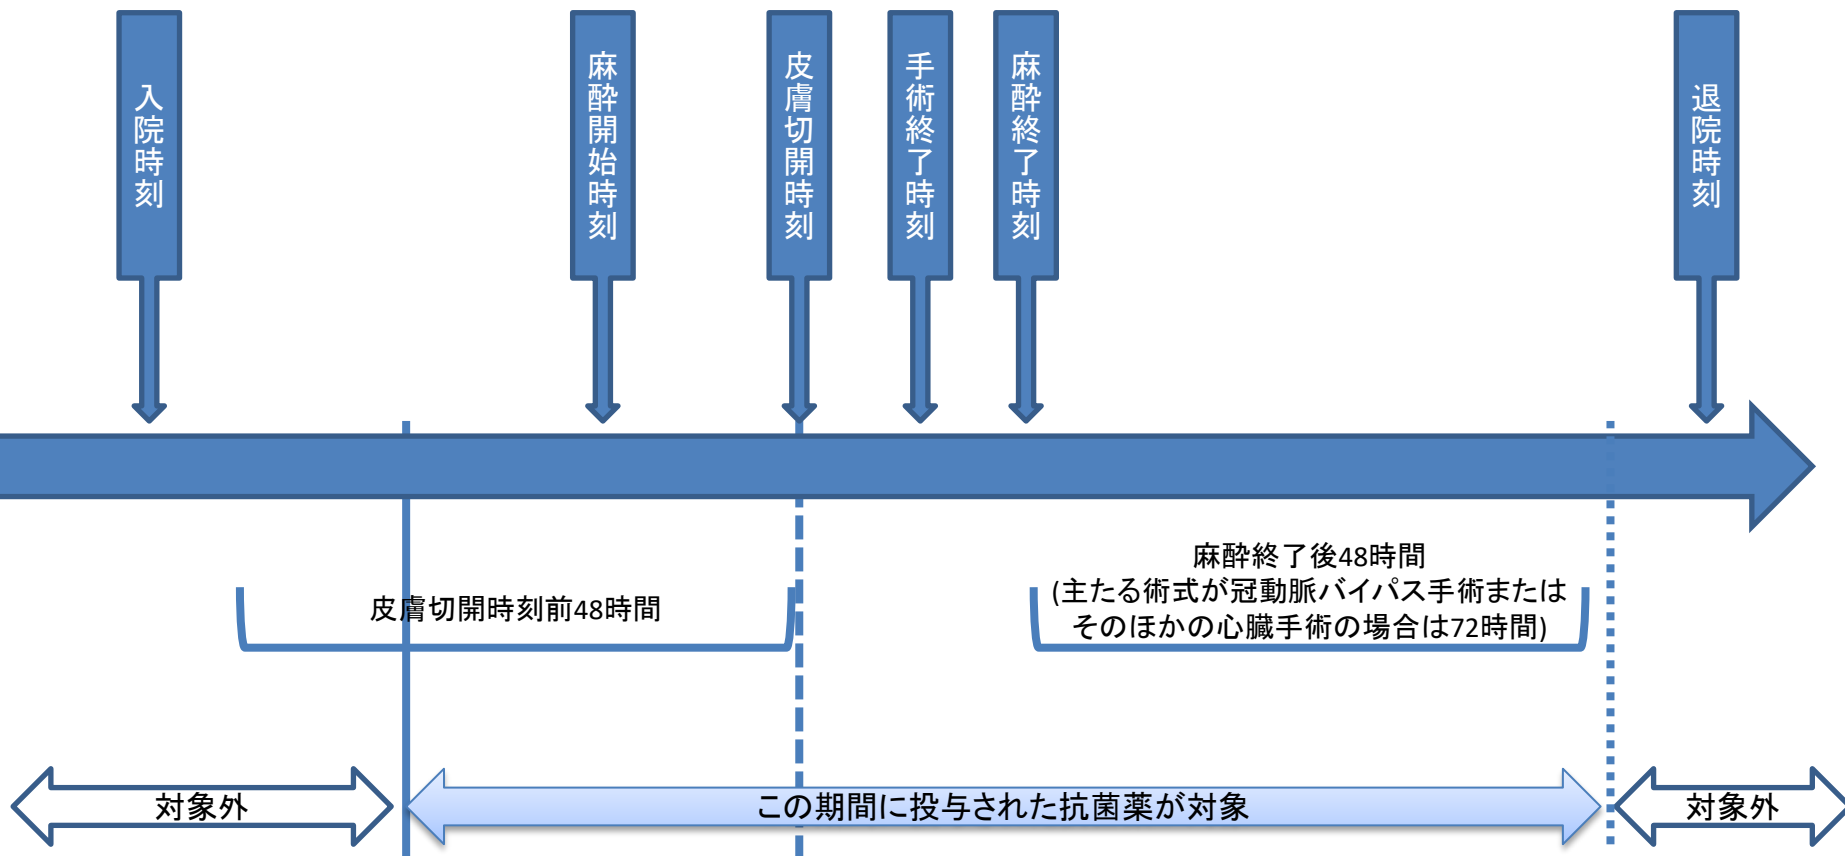 入院時刻
麻酔開始時刻
皮膚切開時刻
手術終了時刻
麻酔終了時刻
退院時刻
皮膚切開時刻前48時間
麻酔終了後48時間
(主たる術式が冠動脈バイパス手術または
そのほかの心臓手術の場合は72時間)
対象外
この期間に投与された抗菌薬が対象
対象外